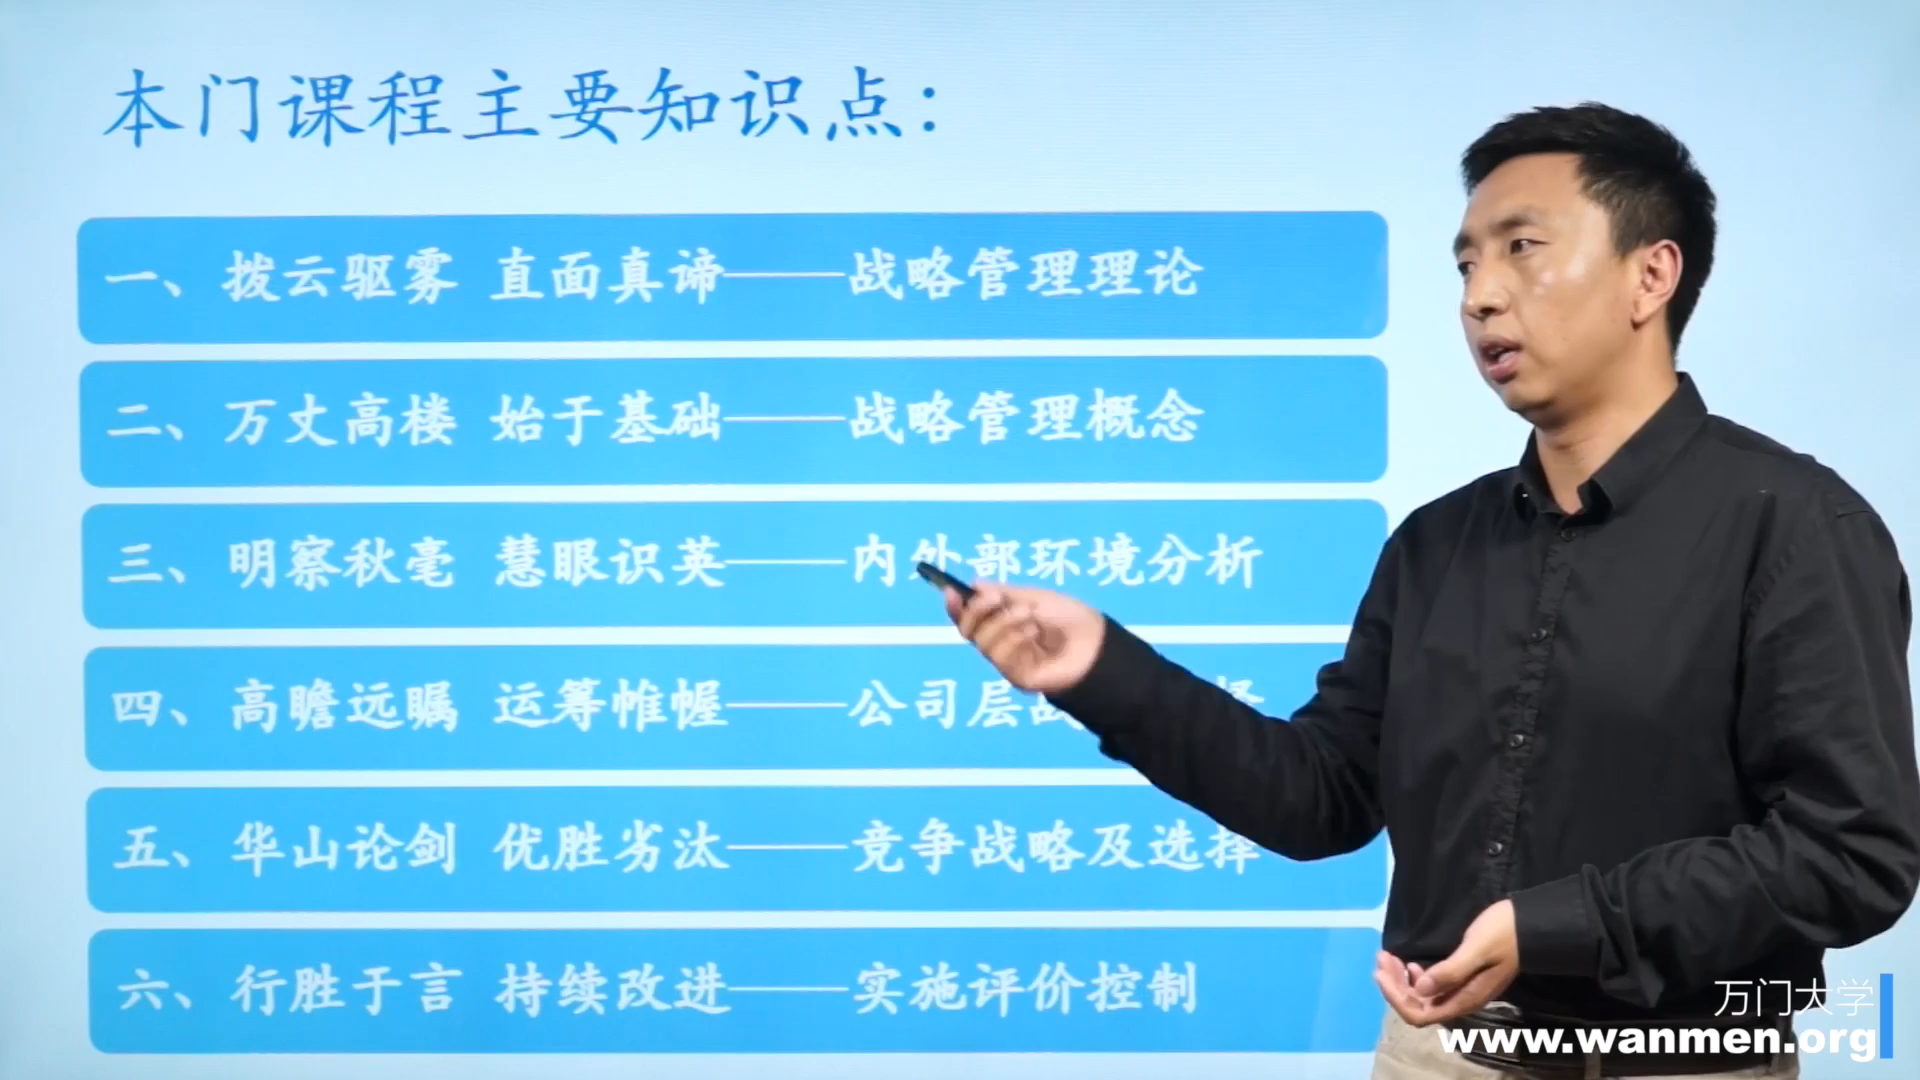 本门课程主要知识点：
一、拨云驱雾 直面真谛——战略管理理论
二、万丈高楼 始于基础——战略管理概念
三、明察秋毫 慧眼识英——内外部环境分析
四、高瞻远瞩 运筹帷幄——公司层战
五、华山论剑 优胜劣汰——竞争战略及选择
六、行胜于言 持续改进——实施评价控制
万门大学
www.wanmen.org